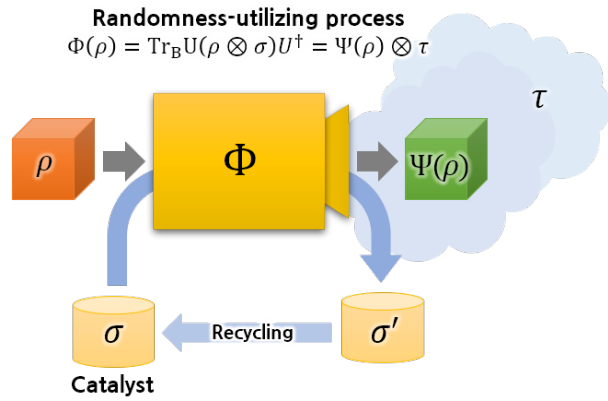 Randomness-utilizing process
Φ(ρ) = Tr_B U(ρ ⊗ σ)U† = Ψ(ρ) ⊗ τ
τ
ρ
Φ
Ψ(ρ)
σ
Recycling
σ′
Catalyst